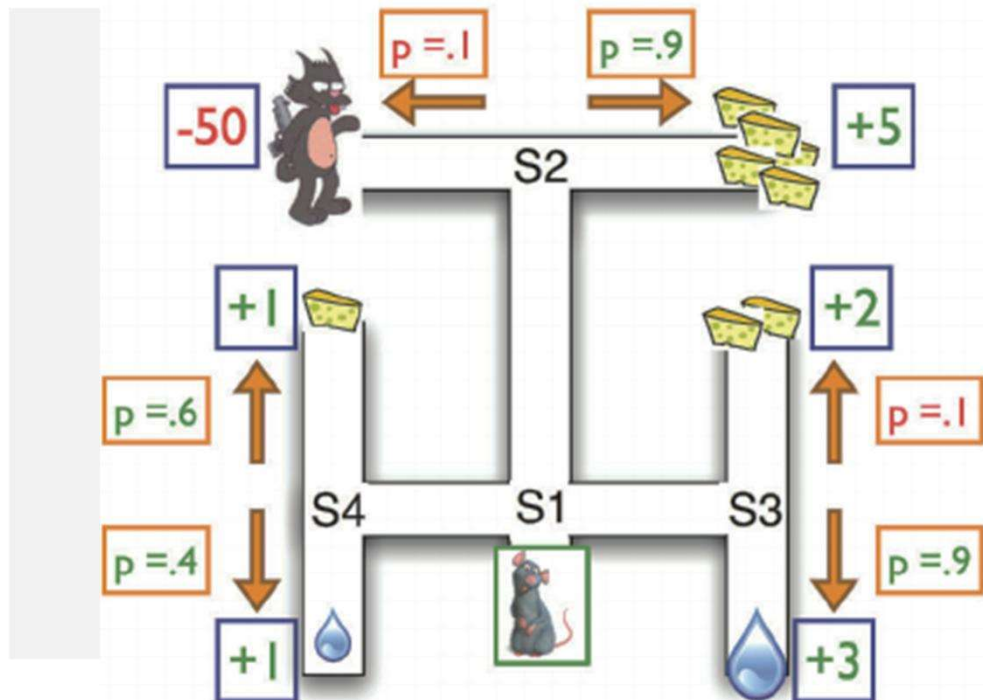 p =.1
p =.9
-50
+5
S2
+1
+2
p =.6
p =.1
S4
S1
S3
p =.4
p =.9
+1
+3